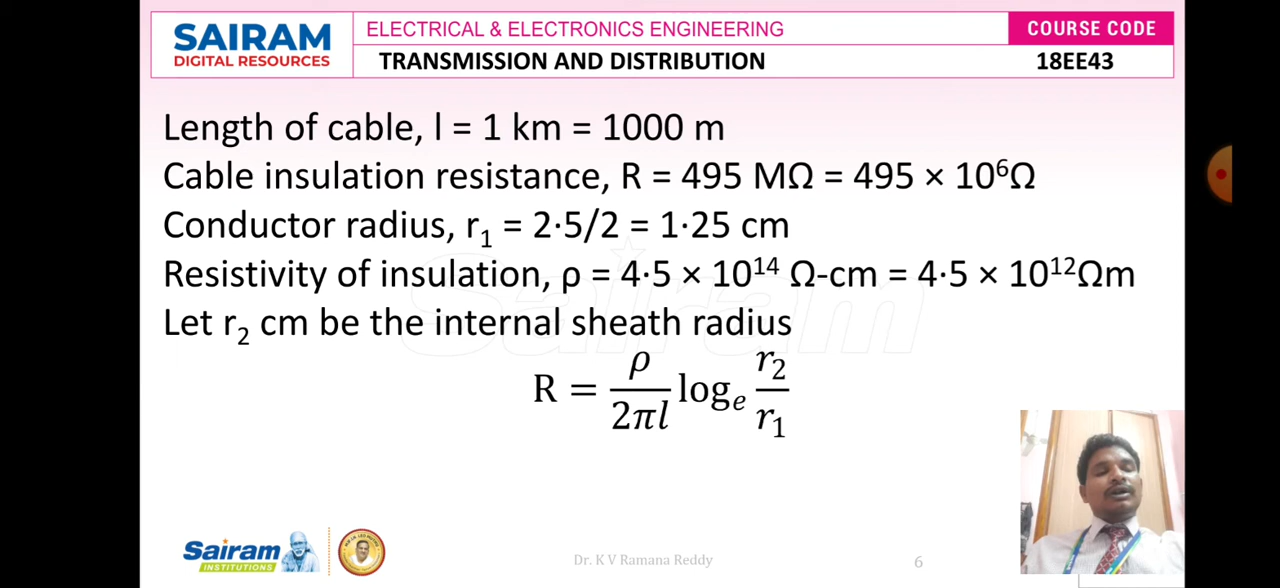 SAIRAM
DIGITAL RESOURCES
ELECTRICAL & ELECTRONICS ENGINEERING
COURSE CODE
TRANSMISSION AND DISTRIBUTION
18EE43
Length of cable, l = 1 km = 1000 m
Cable insulation resistance, R = 495 MΩ = 495 × 10⁶Ω
Conductor radius, r₁ = 2·5/2 = 1·25 cm
Resistivity of insulation, ρ = 4·5 × 10¹⁴ Ω-cm = 4·5 × 10¹²Ωm
Let r₂ cm be the internal sheath radius
R = ρ/2πl logₑ r₂/r₁
Sairam
Sairam
INSTITUTIONS
Dr. K V Ramana Reddy
6